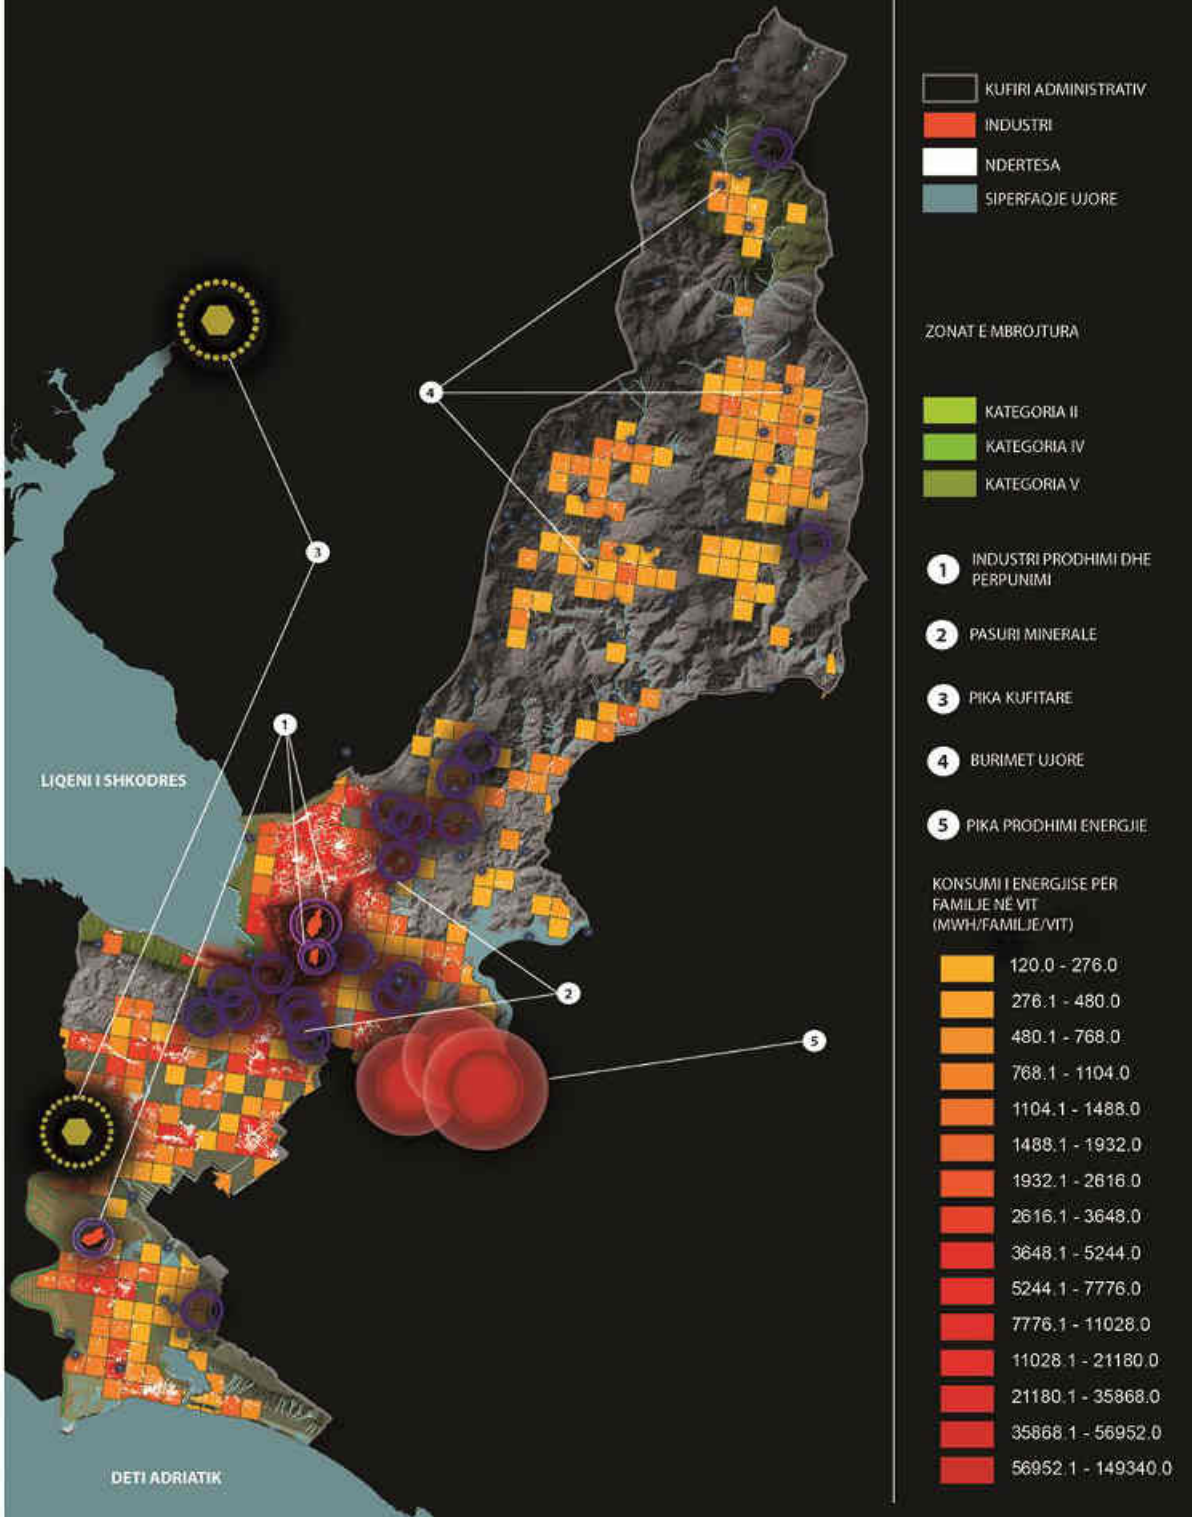 KUFIRI ADMINISTRATIV
INDUSTRI
NDERTESA
SIPERFAQJE UJORE
ZONAT E MBROJTURA
KATEGORIA II
KATEGORIA IV
KATEGORIA V
1 INDUSTRI PRODHIMI DHE
PERPUNIMI
2 PASURI MINERALE
3 PIKA KUFITARE
4 BURIMET UJORE
5 PIKA PRODHIMI ENERGJIE
KONSUMI I ENERGJISE PËR
FAMILJE NË VIT
(MWH/FAMILJE/VIT)
120.0 - 276.0
276.1 - 480.0
480.1 - 768.0
768.1 - 1104.0
1104.1 - 1488.0
1488.1 - 1932.0
1932.1 - 2616.0
2616.1 - 3648.0
3648.1 - 5244.0
5244.1 - 7776.0
7776.1 - 11028.0
11028.1 - 21180.0
21180.1 - 35868.0
35868.1 - 56952.0
56952.1 - 149340.0
4
3
1
LIQENI I SHKODRES
2
5
DETI ADRIATIK